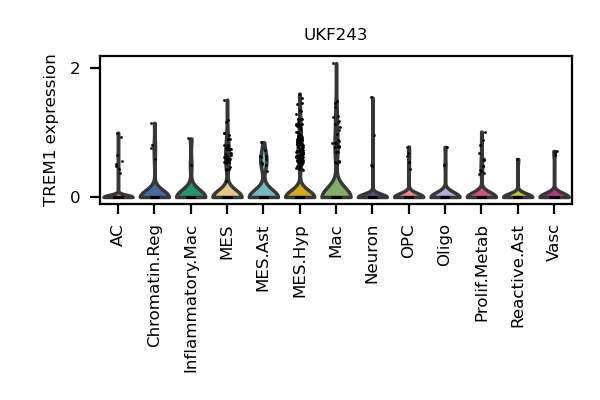 UKF243
TREM1 expression
2
0
AC
Chromatin.Reg
Inflammatory.Mac
MES
MES.Ast
MES.Hyp
Mac
Neuron
OPC
Oligo
Prolif.Metab
Reactive.Ast
Vasc